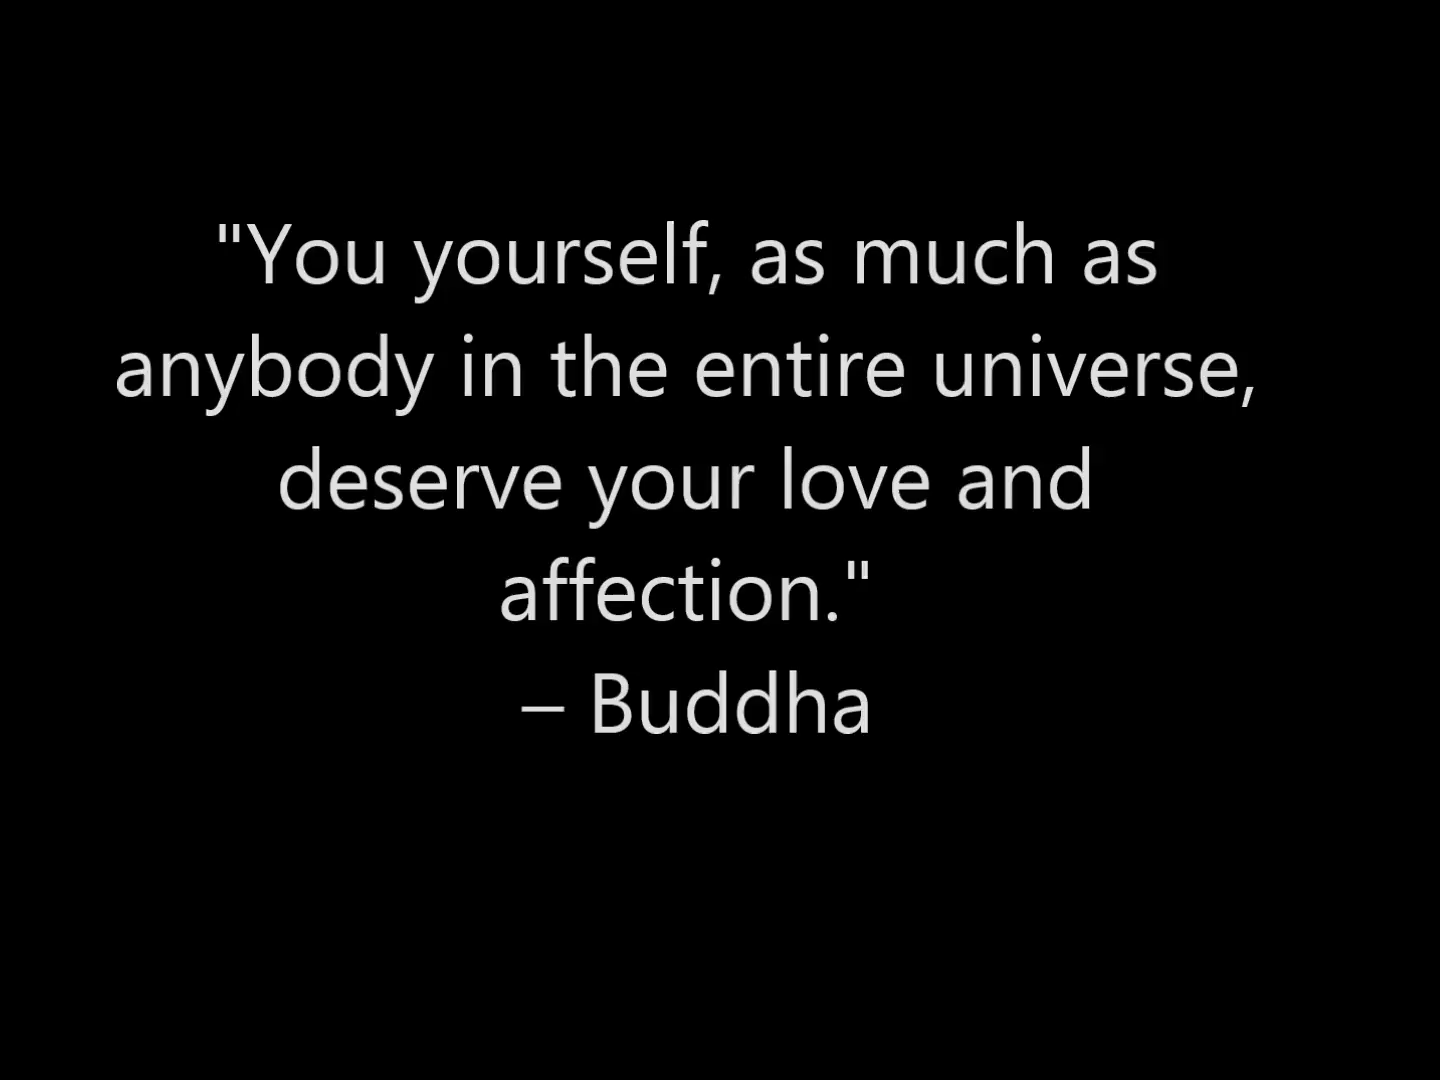 "You yourself, as much as
anybody in the entire universe,
deserve your love and
affection."
– Buddha